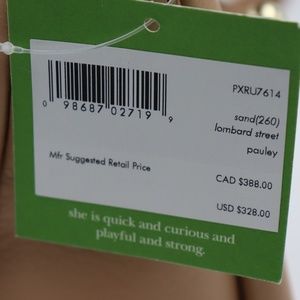 PXRU7614
0 98687 02719 9
sand(260)
lombard street
pauley
Mfr Suggested Retail Price
CAD $388.00
USD $328.00
she is quick and curious and
playful and strong.